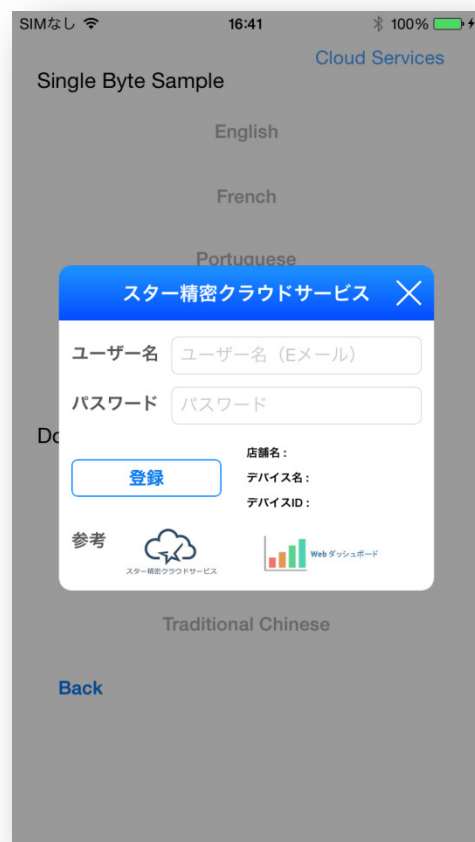 SIMなし 16:41 100%
Cloud Services
Single Byte Sample
English
French
Portuguese
スター精密クラウドサービス
ユーザー名 ユーザー名（Eメール）
パスワード パスワード
Do
店舗名：
登録 デバイス名：
デバイスID：
参考
スター精密クラウドサービス
Web ダッシュボード
Traditional Chinese
Back